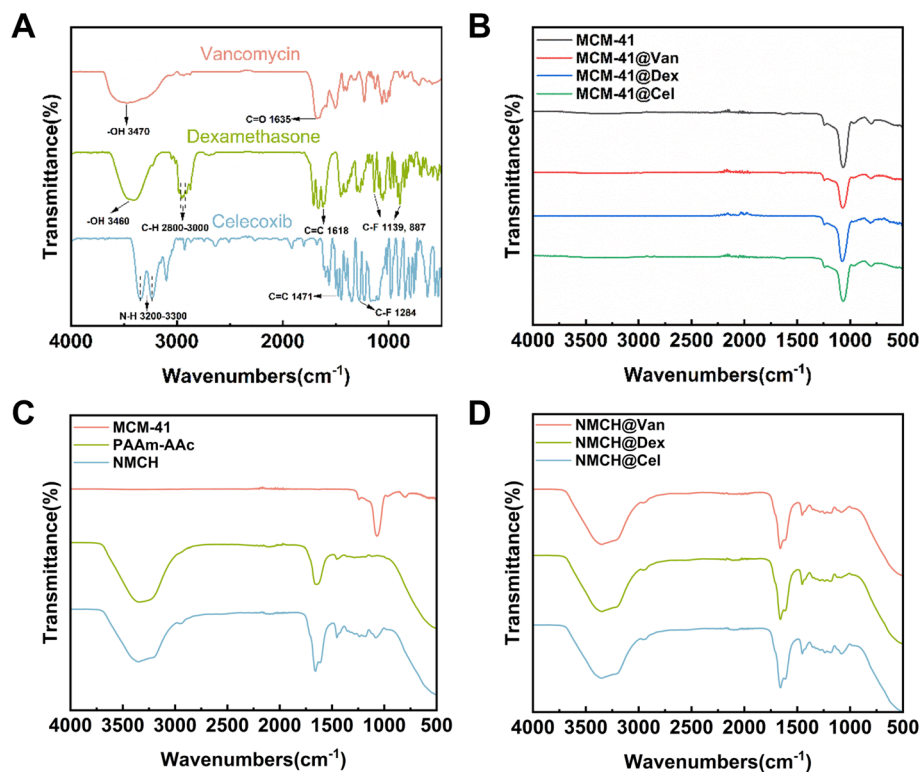 A
Vancomycin
C=O 1635
-OH 3470
Dexamethasone
-OH 3460
C-H 2800-3000
C=C 1618
C-F 1139, 887
Celecoxib
N-H 3200-3300
C=C 1471
C-F 1284
Transmittance(%)
4000 3000 2000 1000
Wavenumbers(cm⁻¹)
B
MCM-41
MCM-41@Van
MCM-41@Dex
MCM-41@Cel
Transmittance(%)
4000 3500 3000 2500 2000 1500 1000 500
Wavenumbers(cm⁻¹)
C
MCM-41
PAAm-AAc
NMCH
Transmittance(%)
4000 3500 3000 2500 2000 1500 1000 500
Wavenumbers(cm⁻¹)
D
NMCH@Van
NMCH@Dex
NMCH@Cel
Transmittance(%)
4000 3500 3000 2500 2000 1500 1000 500
Wavenumbers(cm⁻¹)